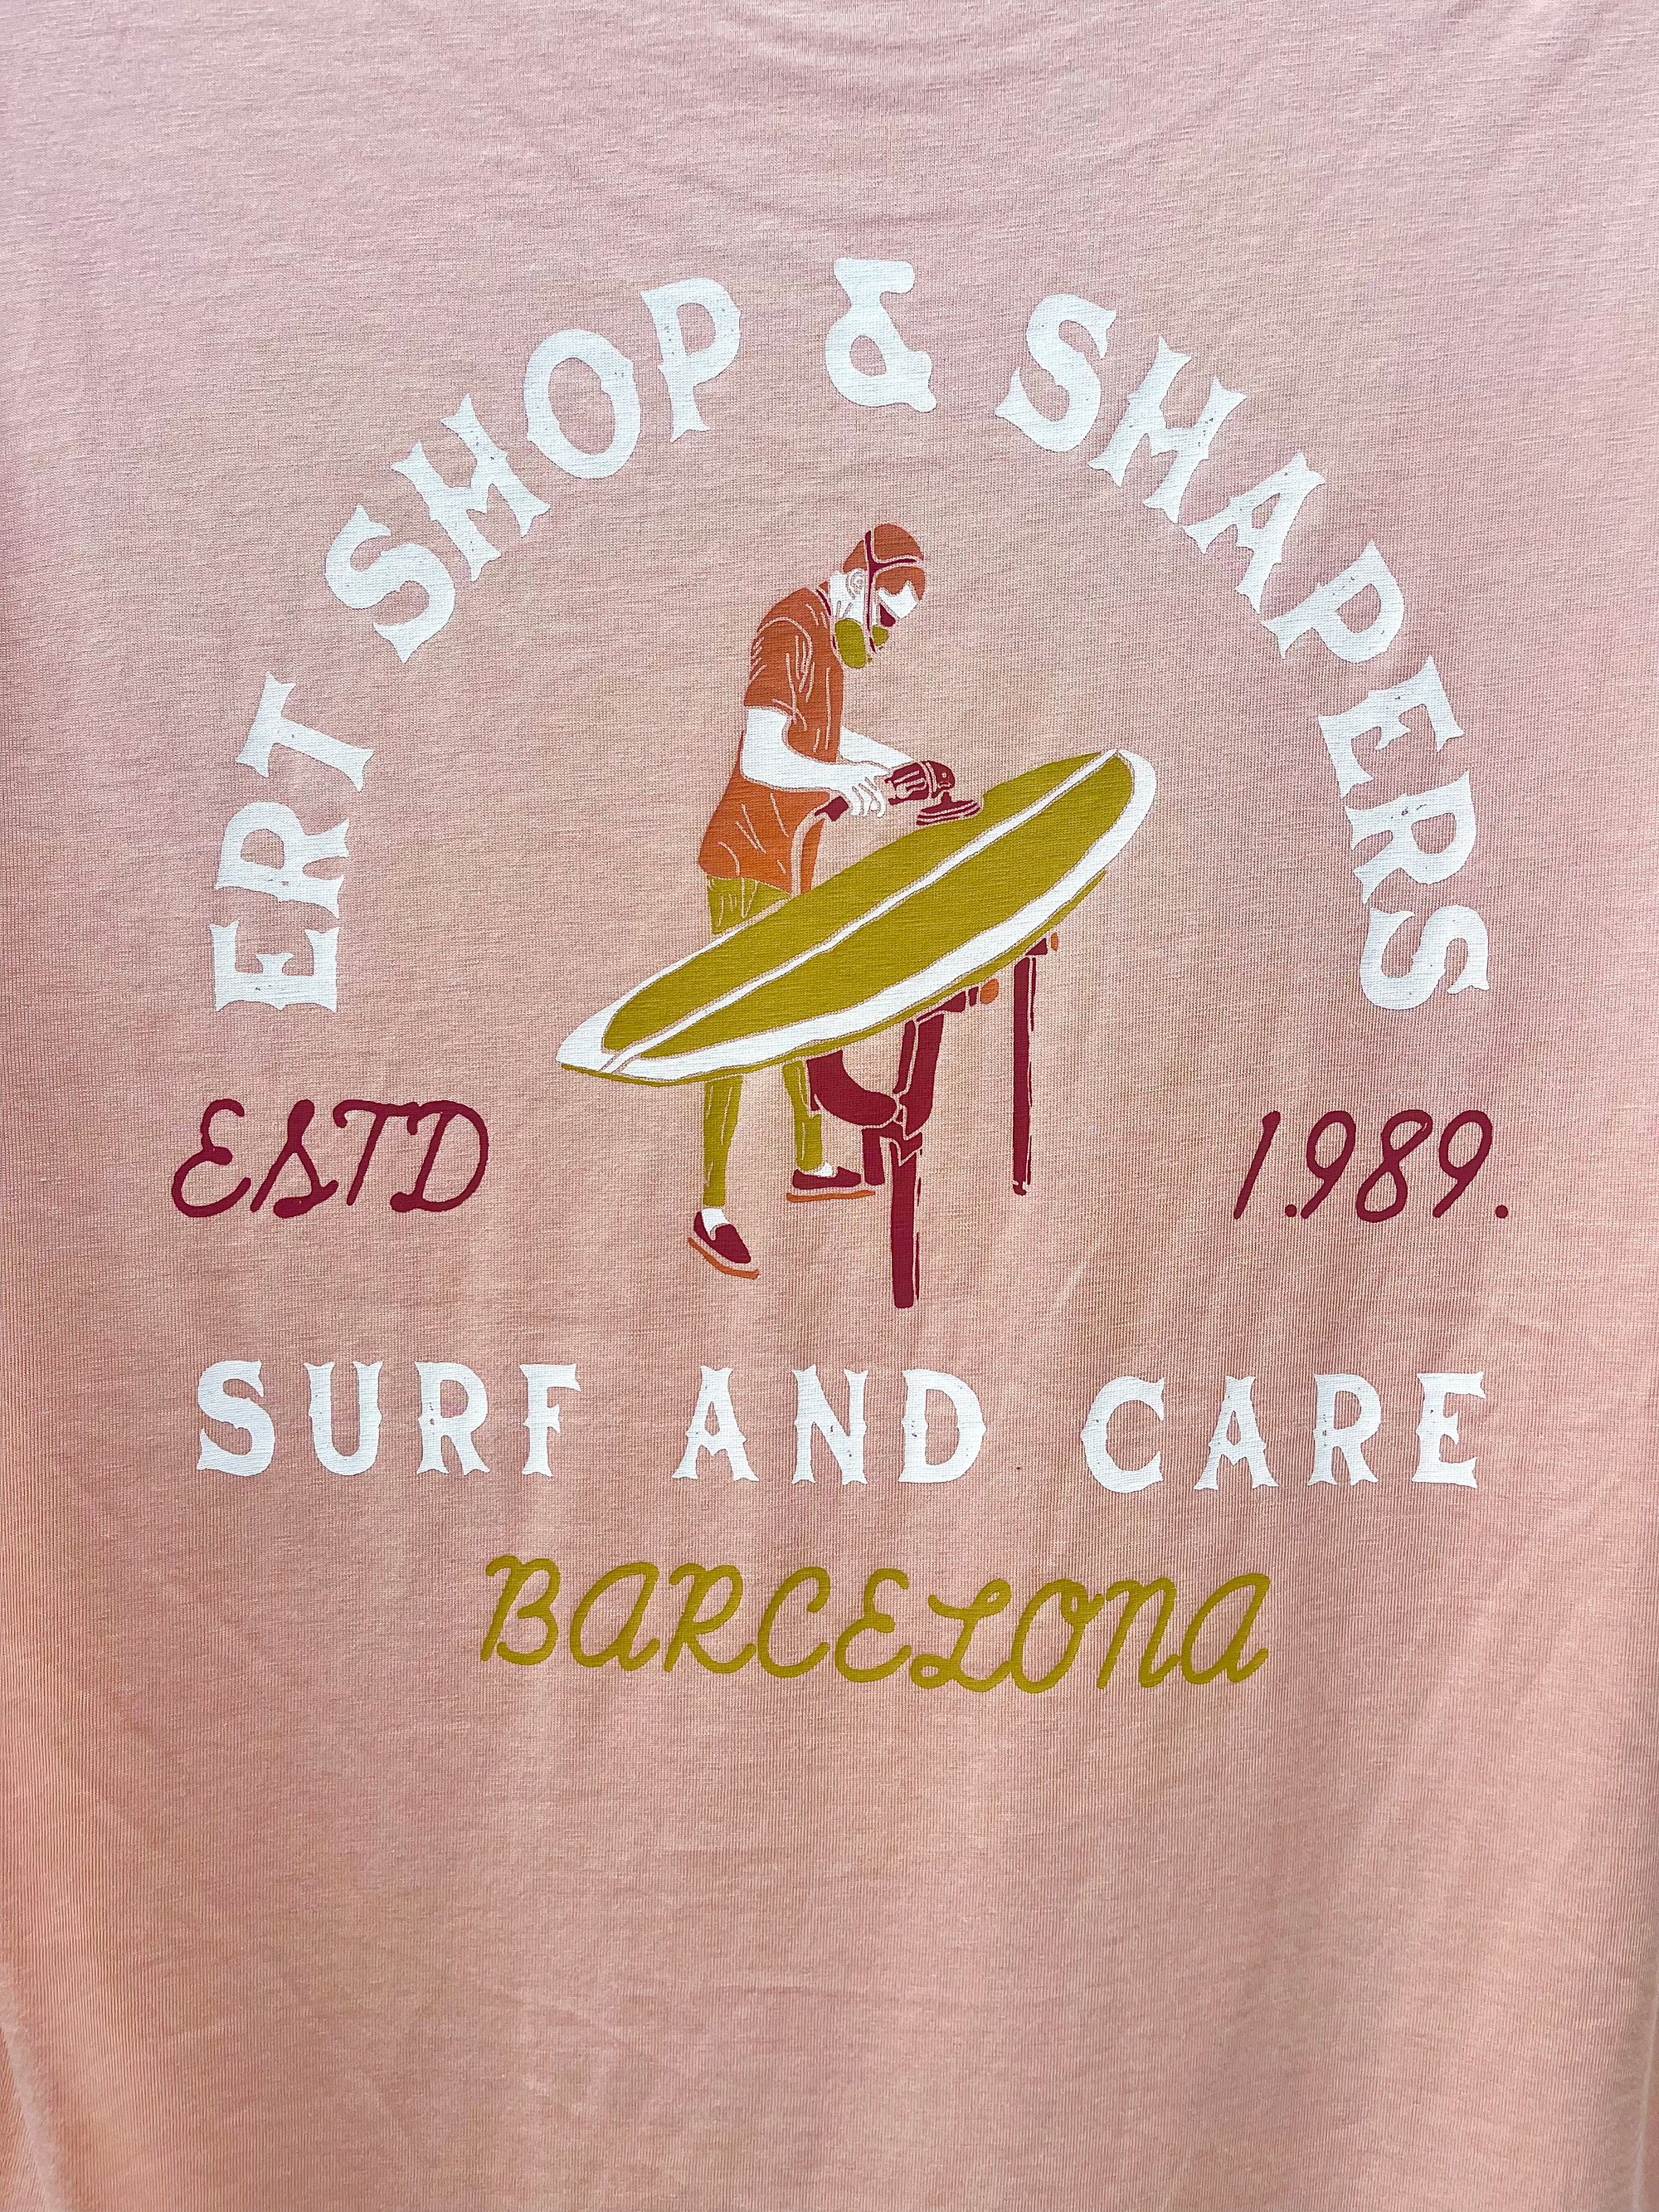 ERT SHOP & SHAPERS
ESTD 1.989.
SURF AND CARE
BARCELONA